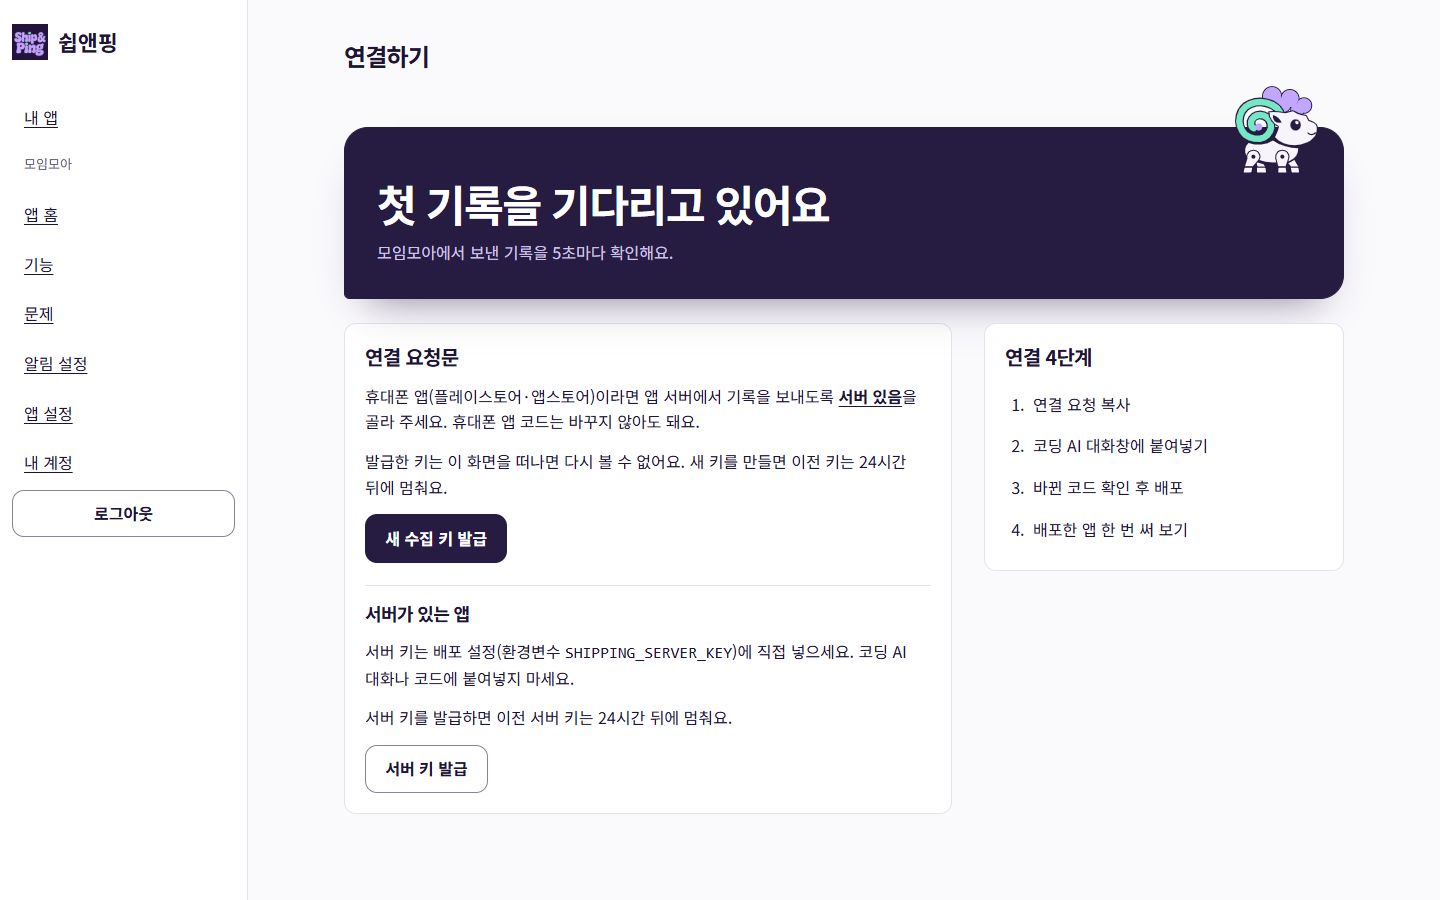 Ship&
Ping
쉽앤핑
내 앱
모임모아
앱 홈
기능
문제
알림 설정
앱 설정
내 계정
로그아웃
연결하기
첫 기록을 기다리고 있어요
모임모아에서 보낸 기록을 5초마다 확인해요.
연결 요청문
휴대폰 앱(플레이스토어·앱스토어)이라면 앱 서버에서 기록을 보내도록 서버 있음을
골라 주세요. 휴대폰 앱 코드는 바꾸지 않아도 돼요.
발급한 키는 이 화면을 떠나면 다시 볼 수 없어요. 새 키를 만들면 이전 키는 24시간
뒤에 멈춰요.
새 수집 키 발급
서버가 있는 앱
서버 키는 배포 설정(환경변수 SHIPPING_SERVER_KEY)에 직접 넣으세요. 코딩 AI
대화나 코드에 붙여넣지 마세요.
서버 키를 발급하면 이전 서버 키는 24시간 뒤에 멈춰요.
서버 키 발급
연결 4단계
1. 연결 요청 복사
2. 코딩 AI 대화창에 붙여넣기
3. 바뀐 코드 확인 후 배포
4. 배포한 앱 한 번 써 보기